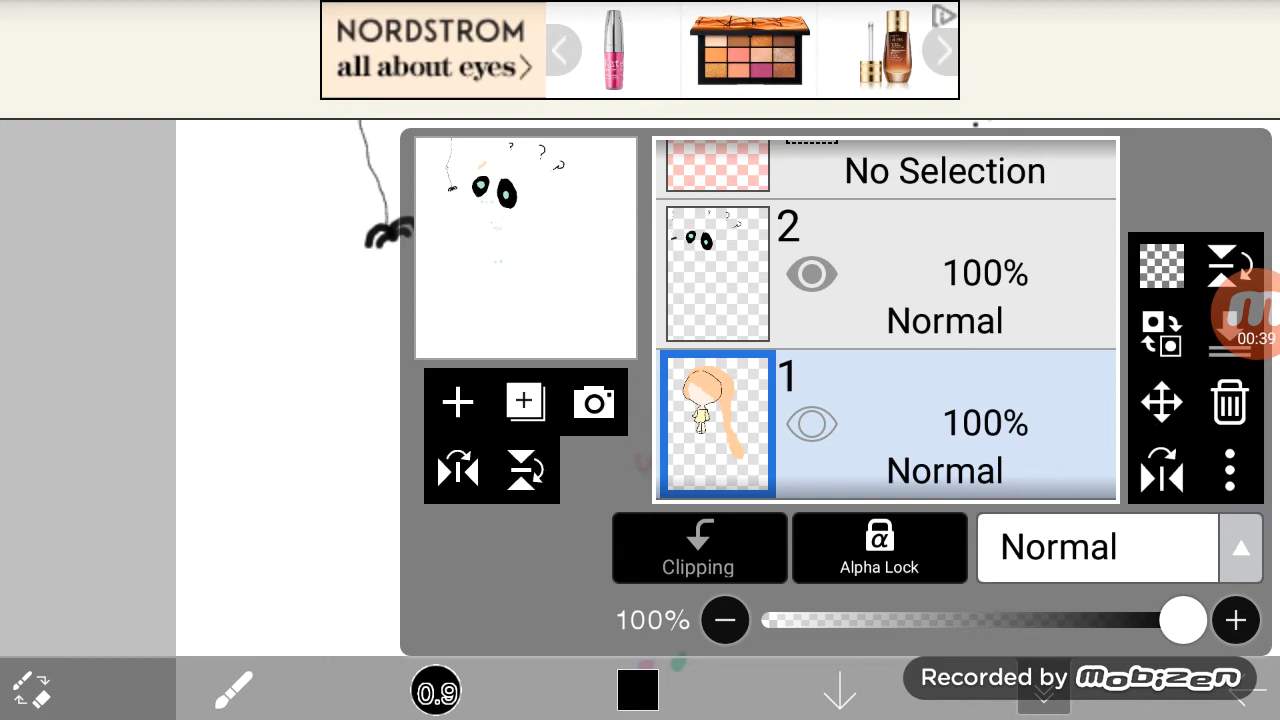 NORDSTROM
all about eyes
No Selection
2
100%
Normal
1
100%
Normal
00:39
Clipping
α
Alpha Lock
Normal
100%
0.9
Recorded by mobizen